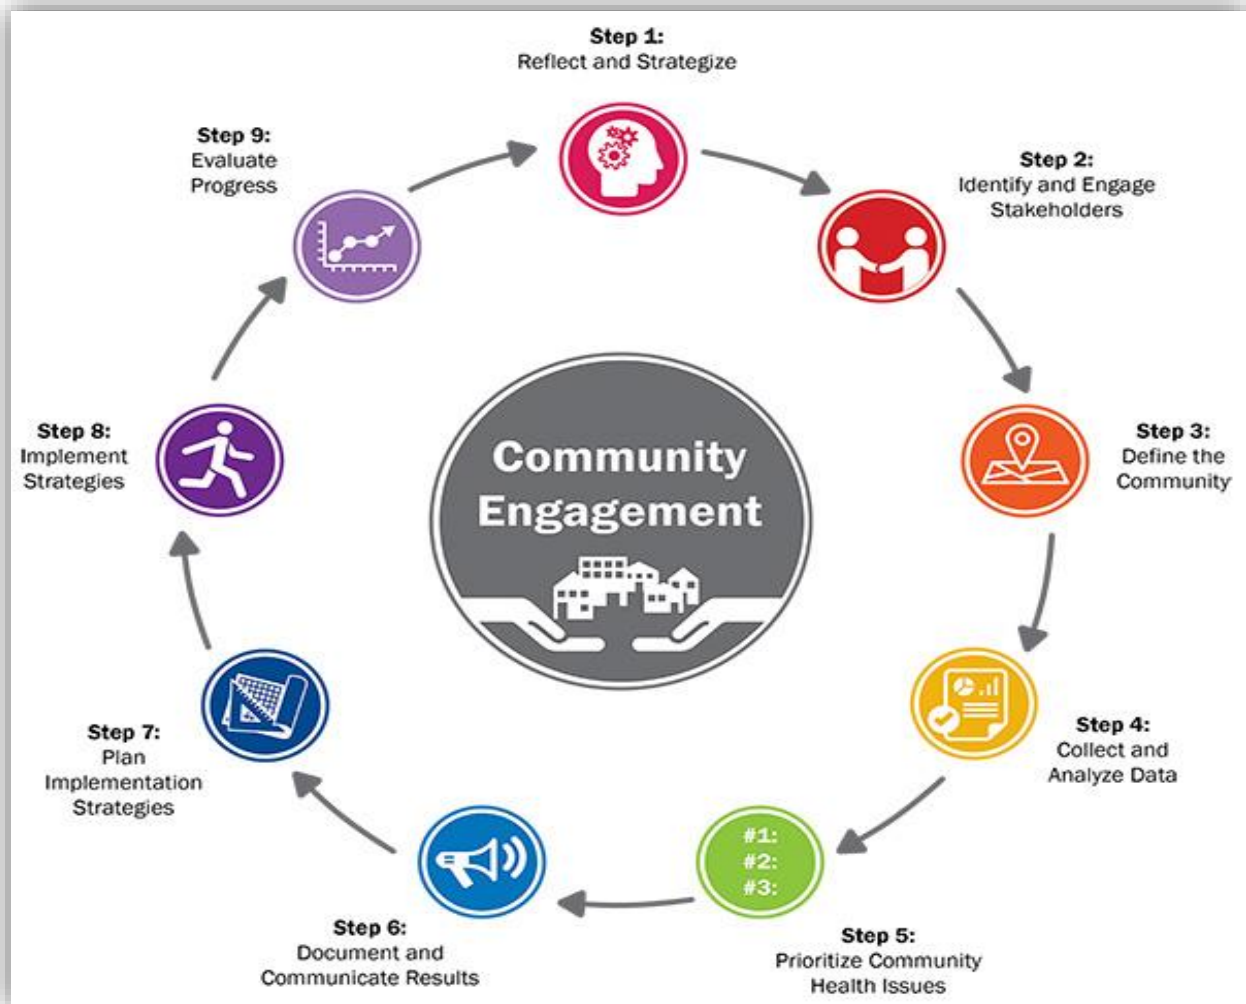 Step 1:
Reflect and Strategize
Step 2:
Identify and Engage
Stakeholders
Step 3:
Define the
Community
Step 4:
Collect and
Analyze Data
Step 5:
Prioritize Community
Health Issues
#1:
#2:
#3:
Step 6:
Document and
Communicate Results
Step 7:
Plan
Implementation
Strategies
Step 8:
Implement
Strategies
Step 9:
Evaluate
Progress
Community
Engagement